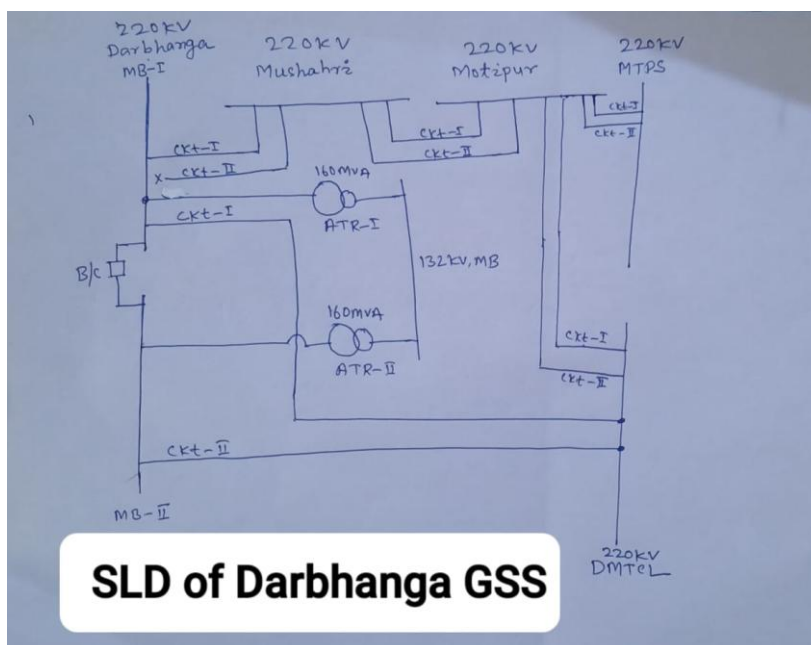 220KV
Darbhanga
MB-I
220KV
Mushahri
220KV
Motipur
220KV
MTPS
CKt-I
CKt-II
CKt-I
CKt-II
CKt-I
x CKt-II
160MVA
ATR-I
CKt-I
B/C
132KV, MB
160MVA
ATR-II
CKt-I
CKt-II
CKt-II
MB-II
220KV
DMTCL
SLD of Darbhanga GSS